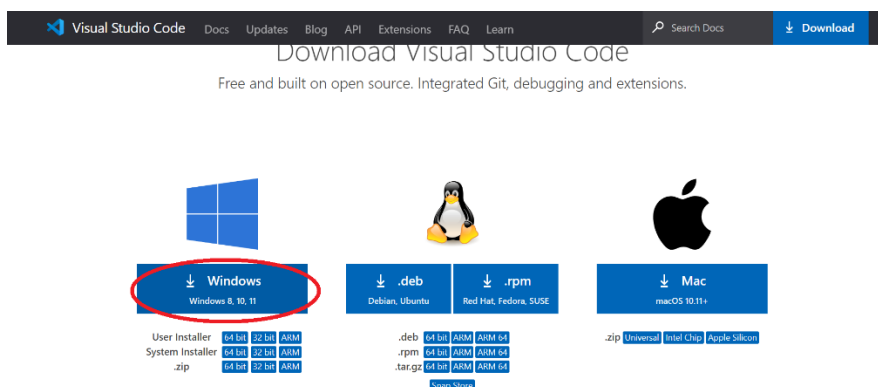 Visual Studio Code Docs Updates Blog API Extensions FAQ Learn Search Docs Download
Download Visual Studio Code
Free and built on open source. Integrated Git, debugging and extensions.
Windows
Windows 8, 10, 11
User Installer 64 bit 32 bit ARM
System Installer 64 bit 32 bit ARM
.zip 64 bit 32 bit ARM
.deb
Debian, Ubuntu
.rpm
Red Hat, Fedora, SUSE
.deb 64 bit ARM ARM 64
.rpm 64 bit ARM ARM 64
.tar.gz 64 bit ARM ARM 64
Snap Store
Mac
macOS 10.11+
.zip Universal Intel Chip Apple Silicon